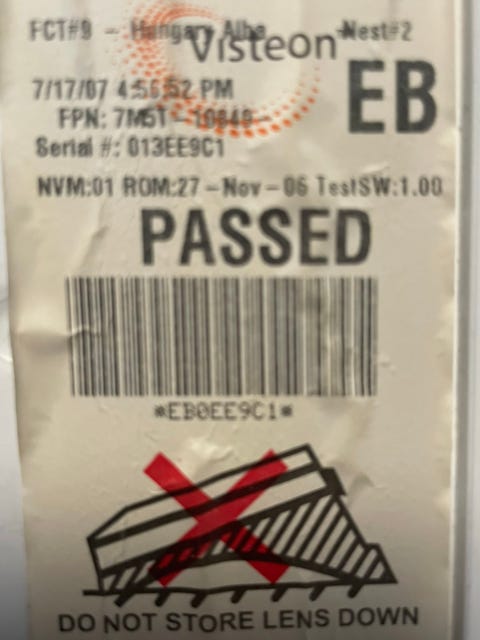 FCT#9 - Hungary Alba Nest#2
Visteon
7/17/07 4:56:52 PM
EB
FPN: 7M5T-10849-
Serial #: 013EE9C1
NVM:01 ROM:27-Nov-06 TestSW:1.00
PASSED
*EB0EE9C1*
DO NOT STORE LENS DOWN